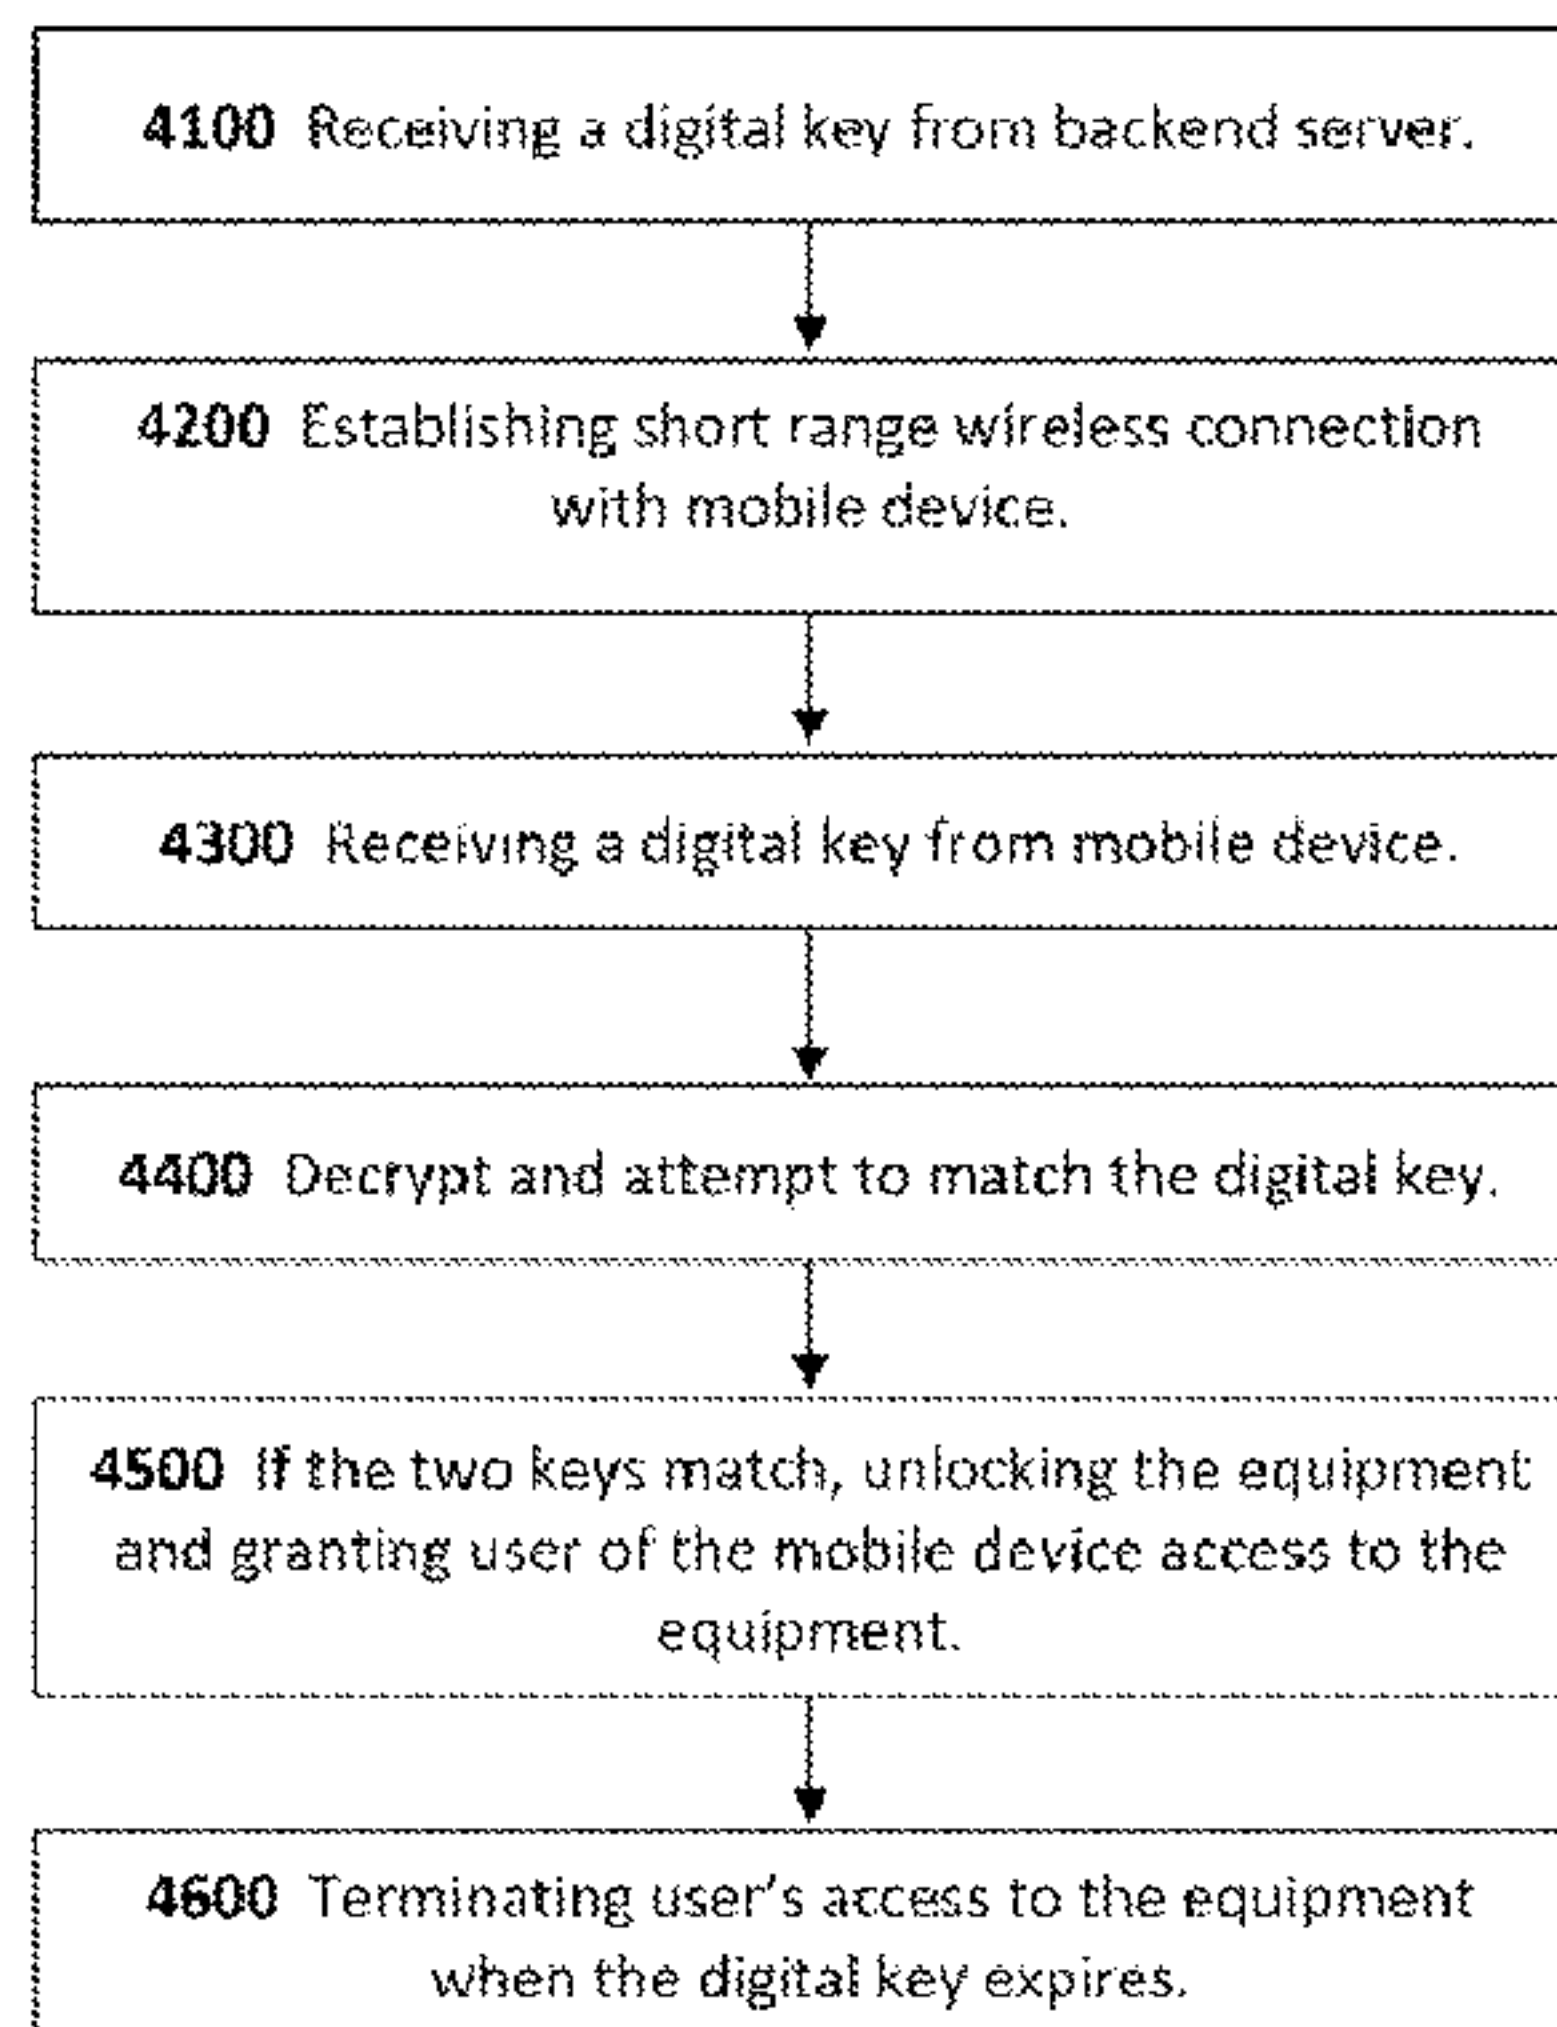 4100 Receiving a digital key from backend server.
4200 Establishing short range wireless connection
with mobile device.
4300 Receiving a digital key from mobile device.
4400 Decrypt and attempt to match the digital key.
4500 If the two keys match, unlocking the equipment
and granting user of the mobile device access to the
equipment.
4600 Terminating user's access to the equipment
when the digital key expires.